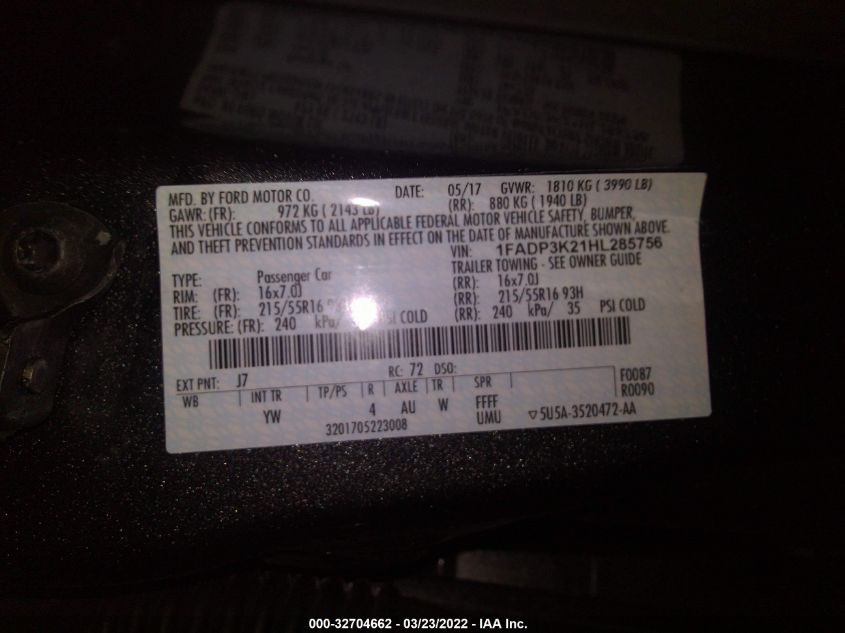 MFD. BY FORD MOTOR CO. DATE: 05/17 GVWR: 1810 KG ( 3990 LB)
GAWR: (FR): 972 KG ( 2143 LB) (RR): 880 KG ( 1940 LB)
THIS VEHICLE CONFORMS TO ALL APPLICABLE FEDERAL MOTOR VEHICLE SAFETY, BUMPER,
AND THEFT PREVENTION STANDARDS IN EFFECT ON THE DATE OF MANUFACTURE SHOWN ABOVE.
VIN: 1FADP3K21HL285756
TYPE: Passenger Car TRAILER TOWING - SEE OWNER GUIDE
RIM: (FR): 16x7.0J (RR): 16x7.0J
TIRE: (FR): 215/55R16 (RR): 215/55R16 93H
PRESSURE: (FR): 240 kPa/ PSI COLD (RR): 240 kPa/ 35 PSI COLD
EXT PNT: J7 RC: 72 DSO: F0087
WB INT TR TP/PS R AXLE TR SPR R0090
YW 4 AU W FFFF
UMU ▽5U5A-3520472-AA
3201705223008
000-32704662 - 03/23/2022 - IAA Inc.